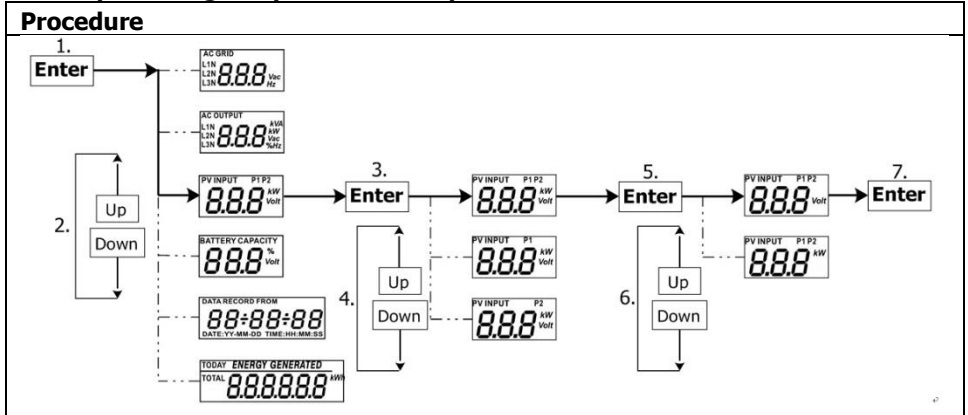 Procedure
1.
Enter
AC GRID
L1N
L2N
L3N
8.8.8
Vac
Hz
AC OUTPUT
L1N
L2N
L3N
8.8.8
kVA
kW
Vac
%Hz
2.
Up
Down
PV INPUT P1 P2
8.8.8
kW
Volt
BATTERY CAPACITY
88.8
%
Volt
DATA RECORD FROM
88:88:88
DATE:YY-MM-DD TIME:HH:MM:SS
TODAY ENERGY GENERATED
TOTAL 8.8.8.8.8.8 kWh
3.
Enter
4.
Up
Down
PV INPUT P1 P2
8.8.8
kW
Volt
PV INPUT P1
8.8.8
kW
Volt
PV INPUT P2
8.8.8
kW
Volt
5.
Enter
6.
Up
Down
PV INPUT P1 P2
8.8.8
Volt
PV INPUT P1 P2
8.8.8
kW
7.
Enter